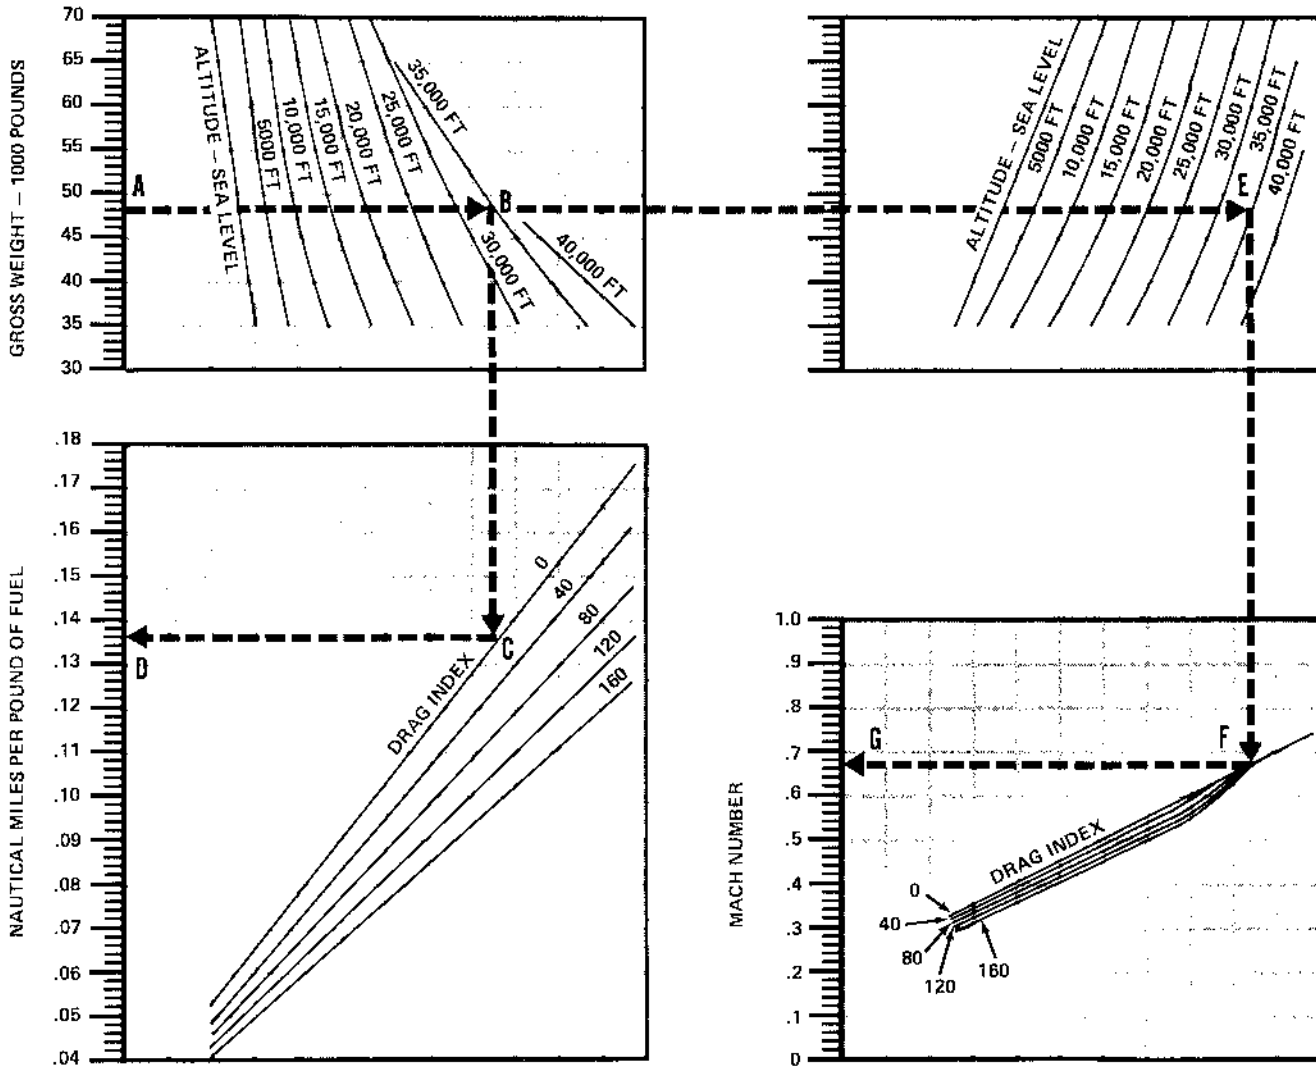 GROSS WEIGHT – 1000 POUNDS
70
65
60
55
50
45
40
35
30
ALTITUDE – SEA LEVEL
5000 FT
10,000 FT
15,000 FT
20,000 FT
25,000 FT
30,000 FT
35,000 FT
40,000 FT
A
B
ALTITUDE – SEA LEVEL
5000 FT
10,000 FT
15,000 FT
20,000 FT
25,000 FT
30,000 FT
35,000 FT
40,000 FT
E
NAUTICAL MILES PER POUND OF FUEL
.18
.17
.16
.15
.14
.13
.12
.11
.10
.09
.08
.07
.06
.05
.04
DRAG INDEX
0
40
80
120
160
C
D
MACH NUMBER
1.0
.9
.8
.7
.6
.5
.4
.3
.2
.1
0
G
F
DRAG INDEX
0
40
80
120
160